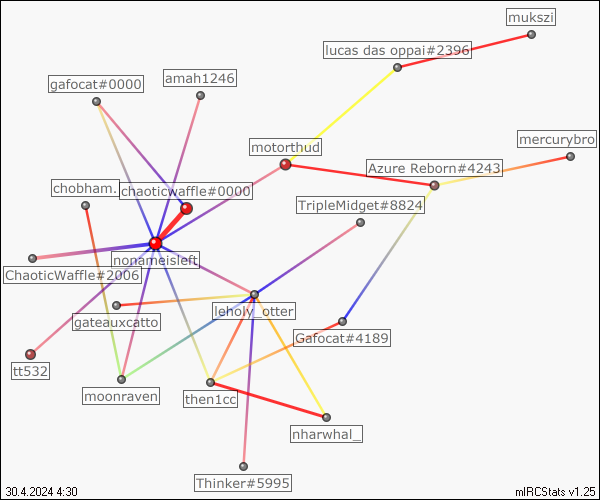 mukszi
lucas das oppai#2396
amah1246
gafocat#0000
mercurybro
motorthud
Azure Reborn#4243
chobham.
chaoticwaffle#0000
TripleMidget#8824
norameisleft
ChaoticWaffle#2006
leholy_otter
gateauxcatto
Gafocat#4189
tt532
moonraven
then1cc
nharwhal_
Thinker#5995
30.4.2024 4:30
mIRCStats v1.25